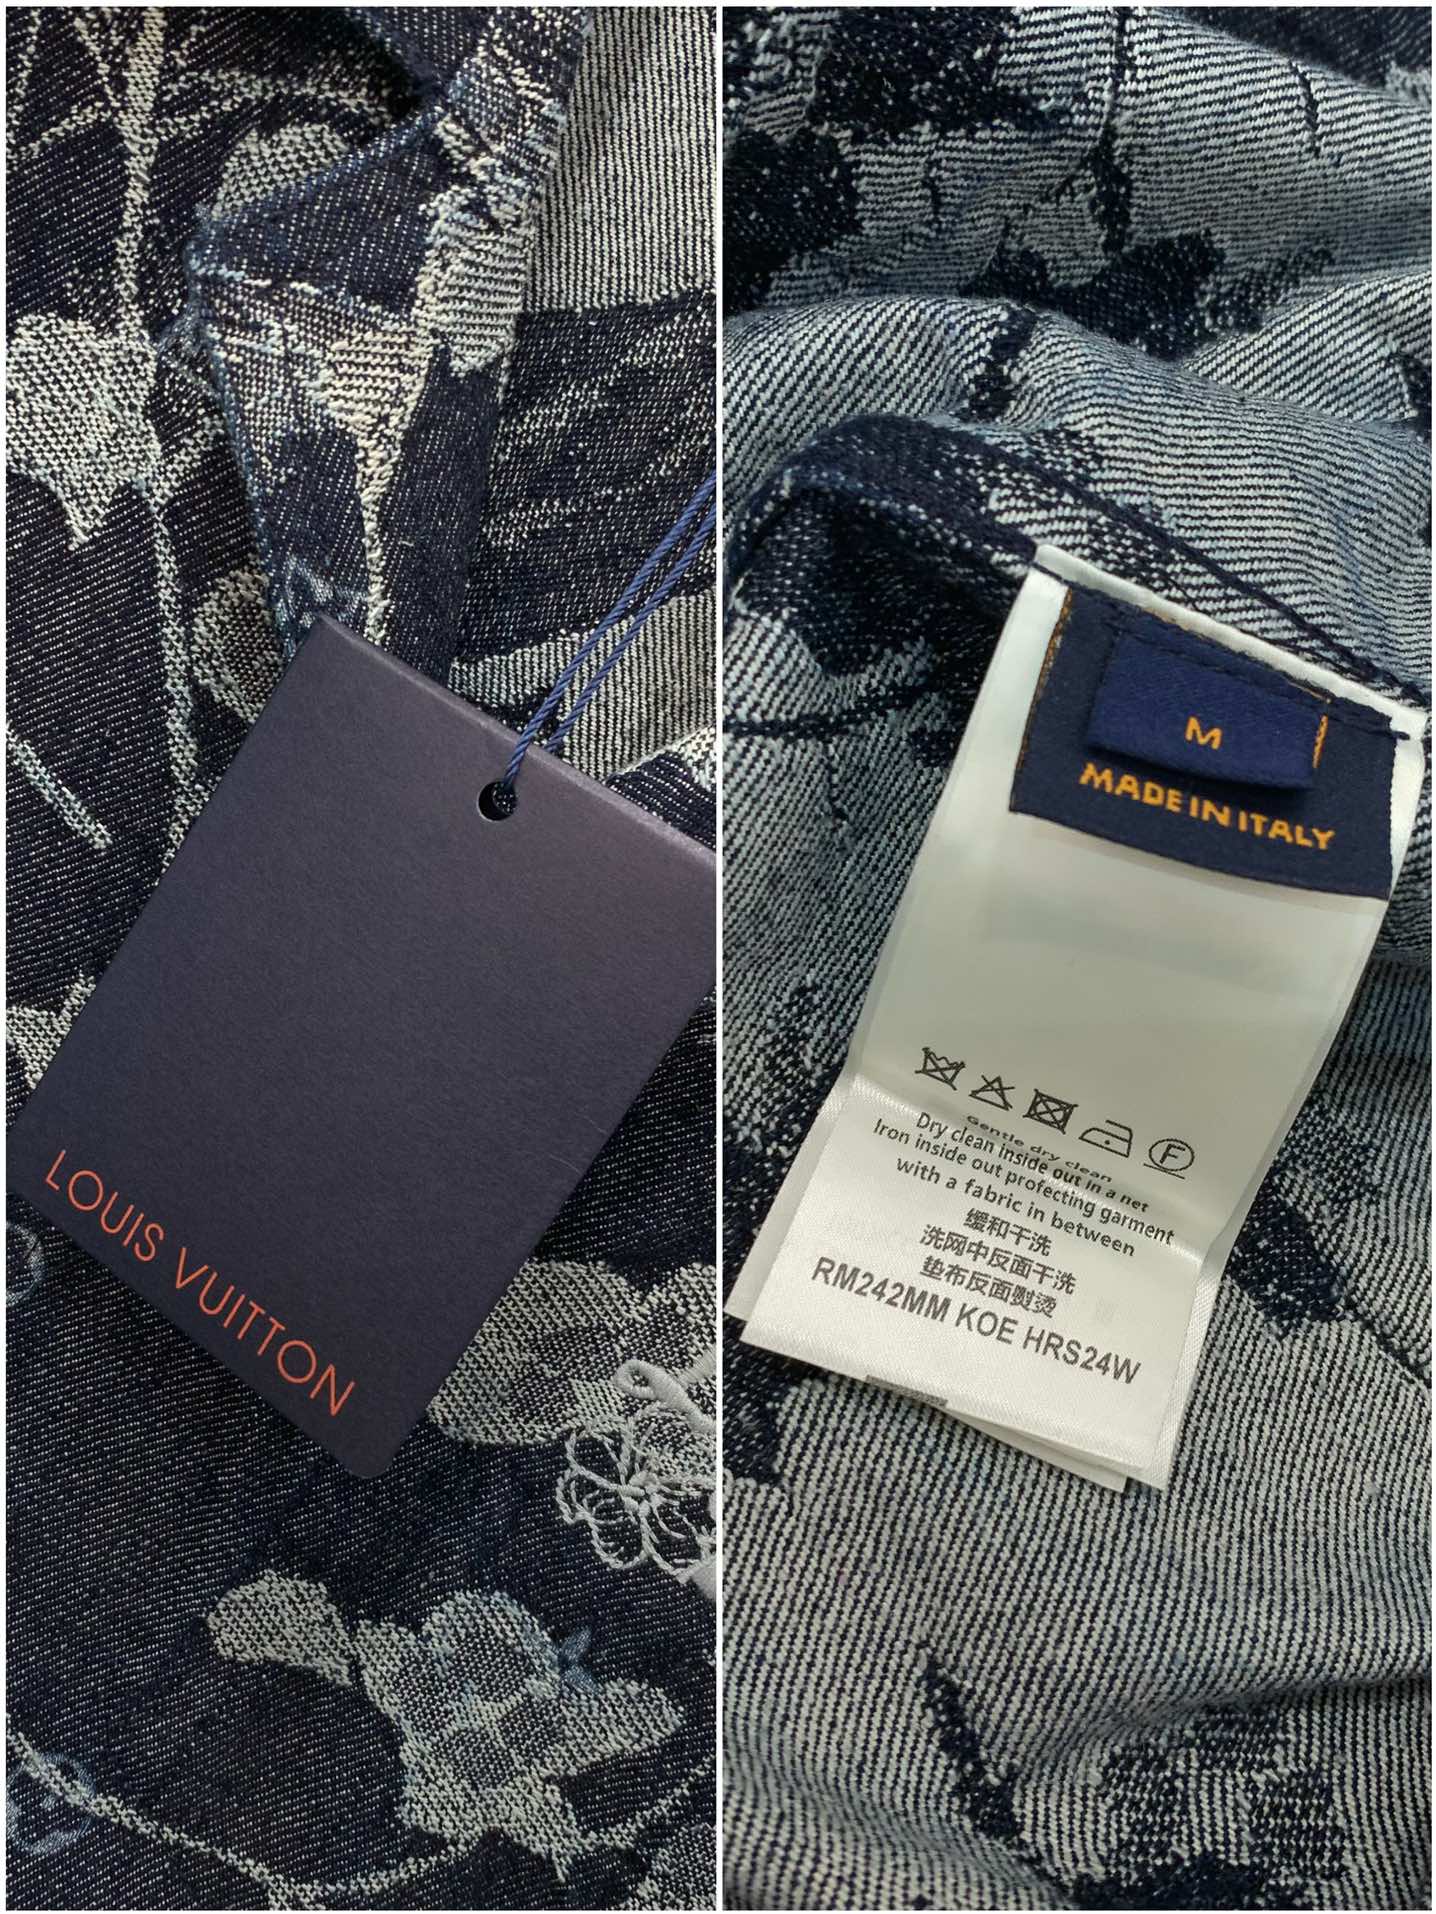 LOUIS VUITTON
M
MADE IN ITALY
F
Gentle dry clean
Dry clean inside out in a net
Iron inside out profecting garment
with a fabric in between
缓和干洗
洗网中反面干洗
垫布反面熨烫
RM242MM KOE HRS24W